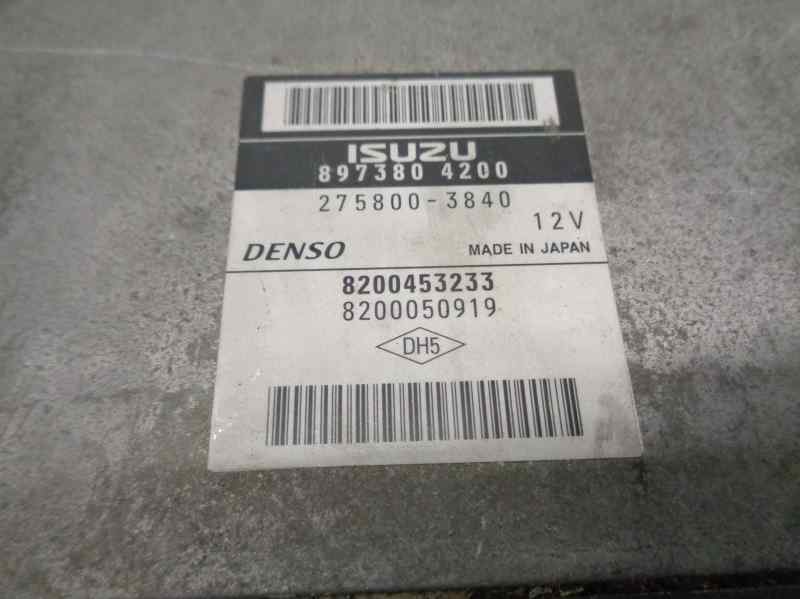 ISUZU
897380 4200
275800-3840
12V
DENSO MADE IN JAPAN
8200453233
8200050919
DH5